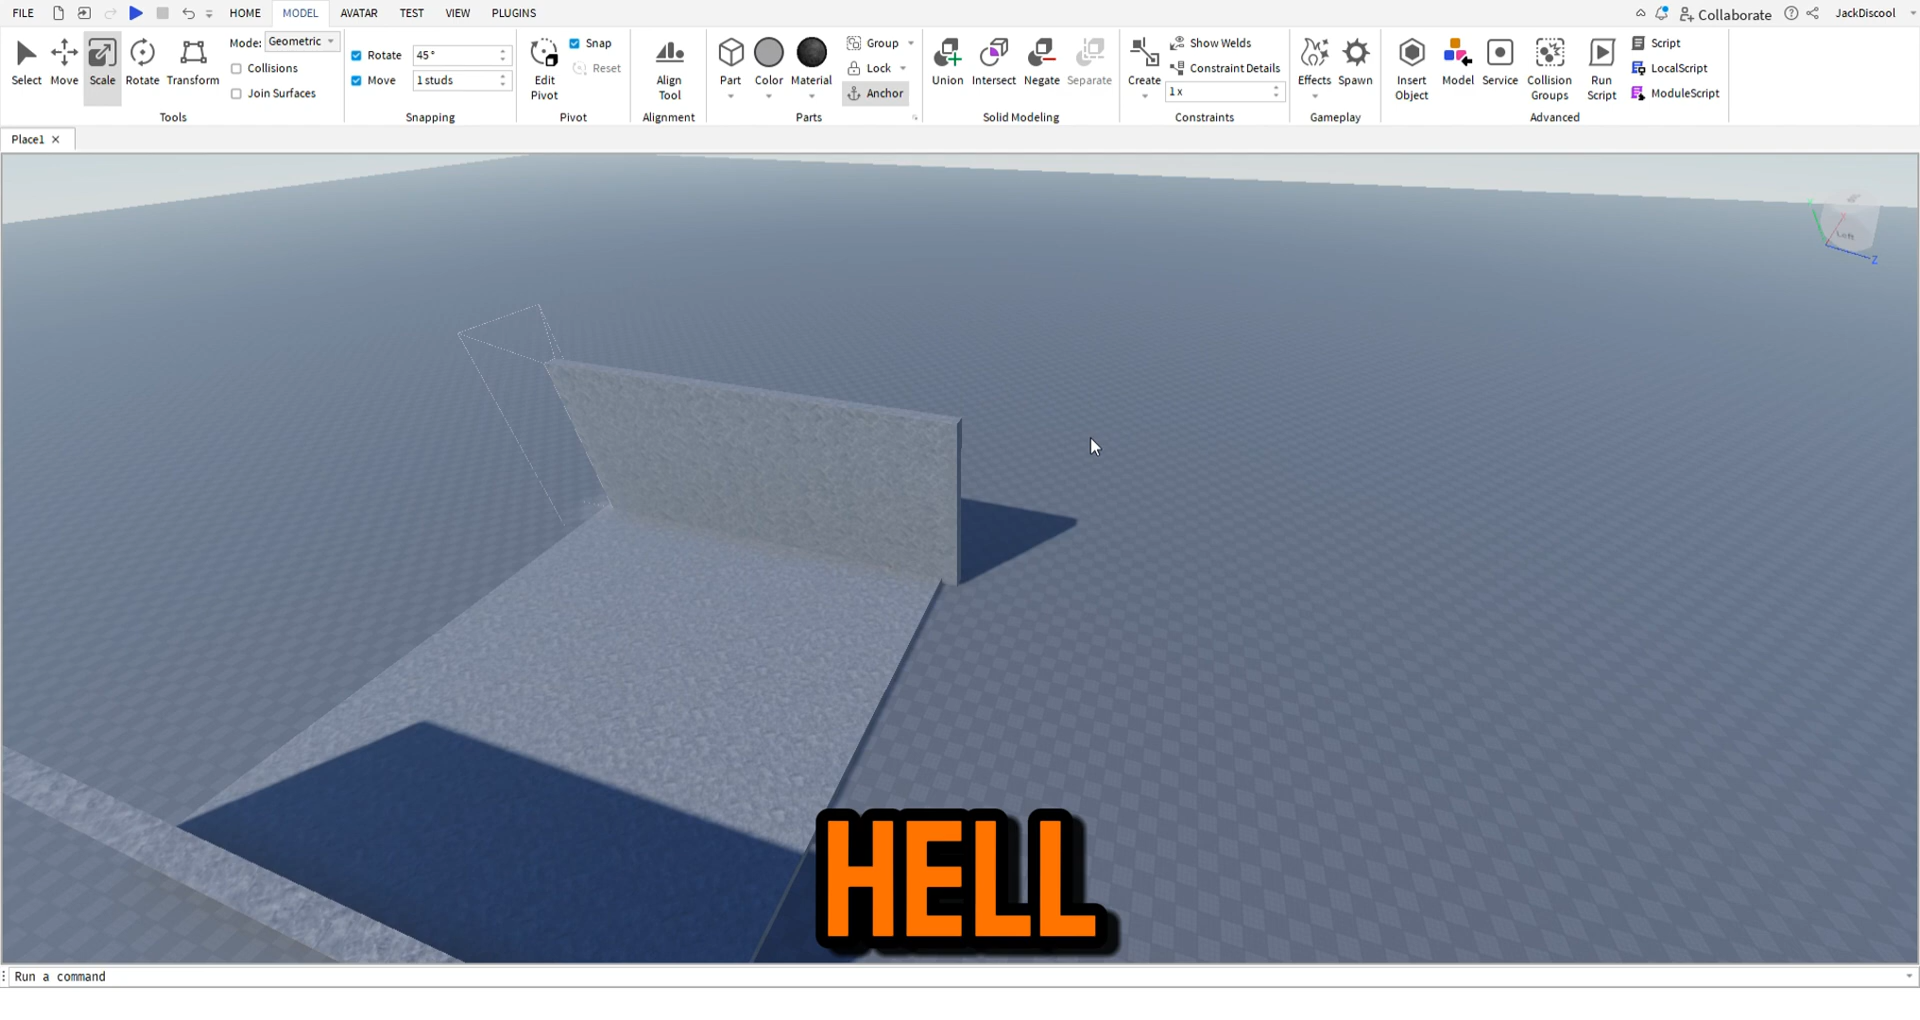 FILE HOME MODEL AVATAR TEST VIEW PLUGINS Collaborate JackDiscool
Select Move Scale Rotate Transform
Mode: Geometric
Collisions
Join Surfaces
Tools
Rotate 45°
Move 1 studs
Snapping
Edit Pivot
Snap
Reset
Pivot
Align Tool
Alignment
Part Color Material
Group
Lock
Anchor
Parts
Union Intersect Negate Separate
Solid Modeling
Create
Show Welds
Constraint Details
1 x
Constraints
Effects Spawn
Gameplay
Insert Object
Model Service
Collision Groups
Run Script
Script
LocalScript
ModuleScript
Advanced
Place1
Left
Z
HELL
Run a command